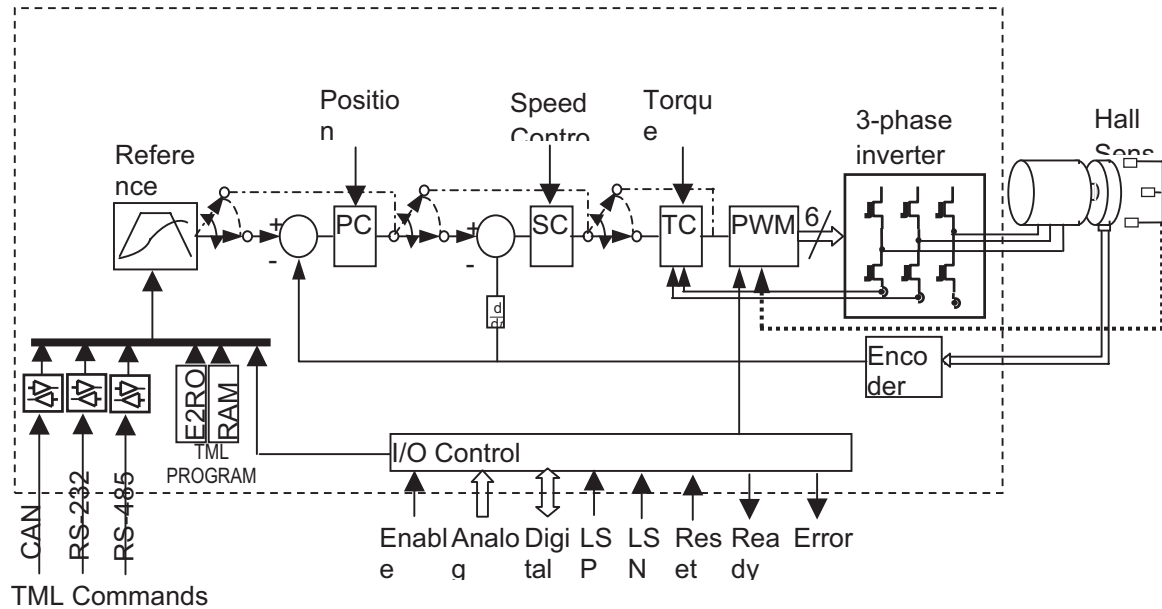 Positio
n
Speed
Contro
Torqu
e
3-phase
inverter
Hall
Sens
Refere
nce
+
-
PC
+
-
SC
TC
PWM
6
d
Enco
der
E2RO
RAM
TML
PROGRAM
I/O Control
CAN
RS-232
RS-485
Enabl
e
Analo
g
Digi
tal
LS
P
LS
N
Res
et
Rea
dy
Error
TML Commands